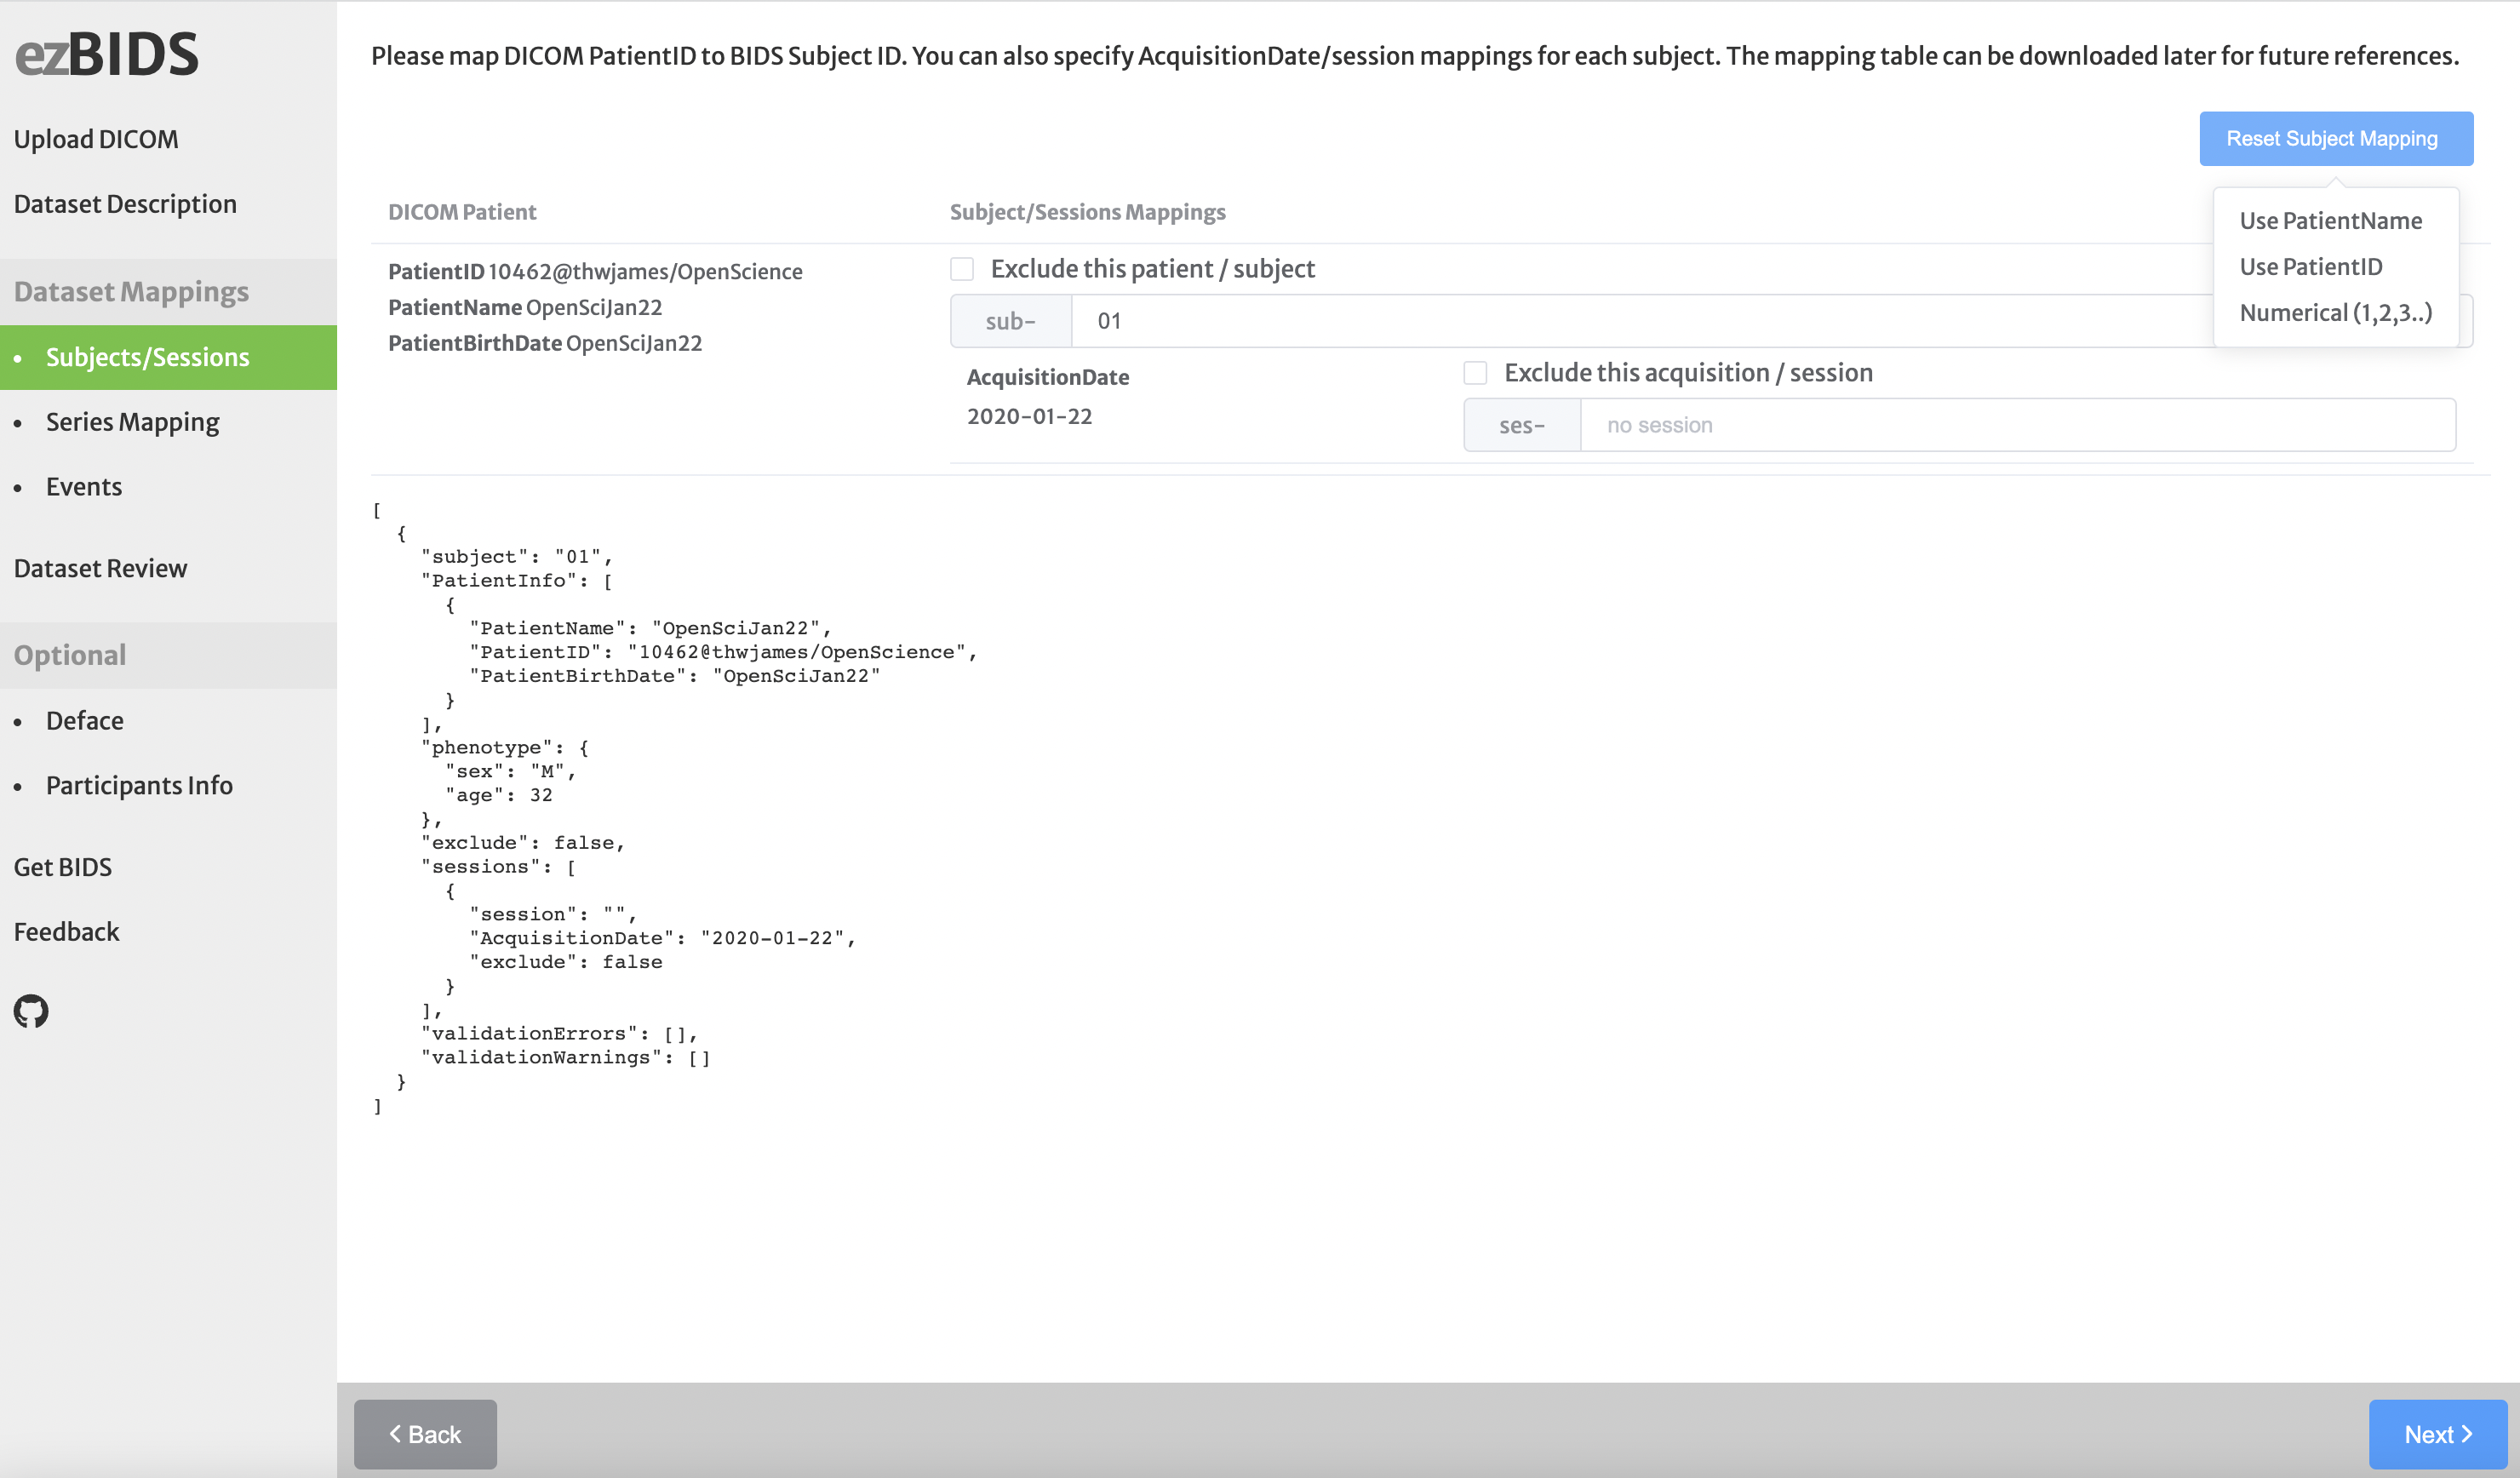 ezBIDS
Upload DICOM
Dataset Description
Dataset Mappings
• Subjects/Sessions
• Series Mapping
• Events
Dataset Review
Optional
• Deface
• Participants Info
Get BIDS
Feedback
Please map DICOM PatientID to BIDS Subject ID. You can also specify AcquisitionDate/session mappings for each subject. The mapping table can be downloaded later for future references.
Reset Subject Mapping
Use PatientName
Use PatientID
Numerical (1,2,3..)
DICOM Patient
Subject/Sessions Mappings
PatientID 10462@thwjames/OpenScience
PatientName OpenSciJan22
PatientBirthDate OpenSciJan22
Exclude this patient / subject
sub- 01
AcquisitionDate
2020-01-22
Exclude this acquisition / session
ses- no session
[
  {
    "subject": "01",
    "PatientInfo": [
      {
        "PatientName": "OpenSciJan22",
        "PatientID": "10462@thwjames/OpenScience",
        "PatientBirthDate": "OpenSciJan22"
      }
    ],
    "phenotype": {
      "sex": "M",
      "age": 32
    },
    "exclude": false,
    "sessions": [
      {
        "session": "",
        "AcquisitionDate": "2020-01-22",
        "exclude": false
      }
    ],
    "validationErrors": [],
    "validationWarnings": []
  }
]
Back
Next